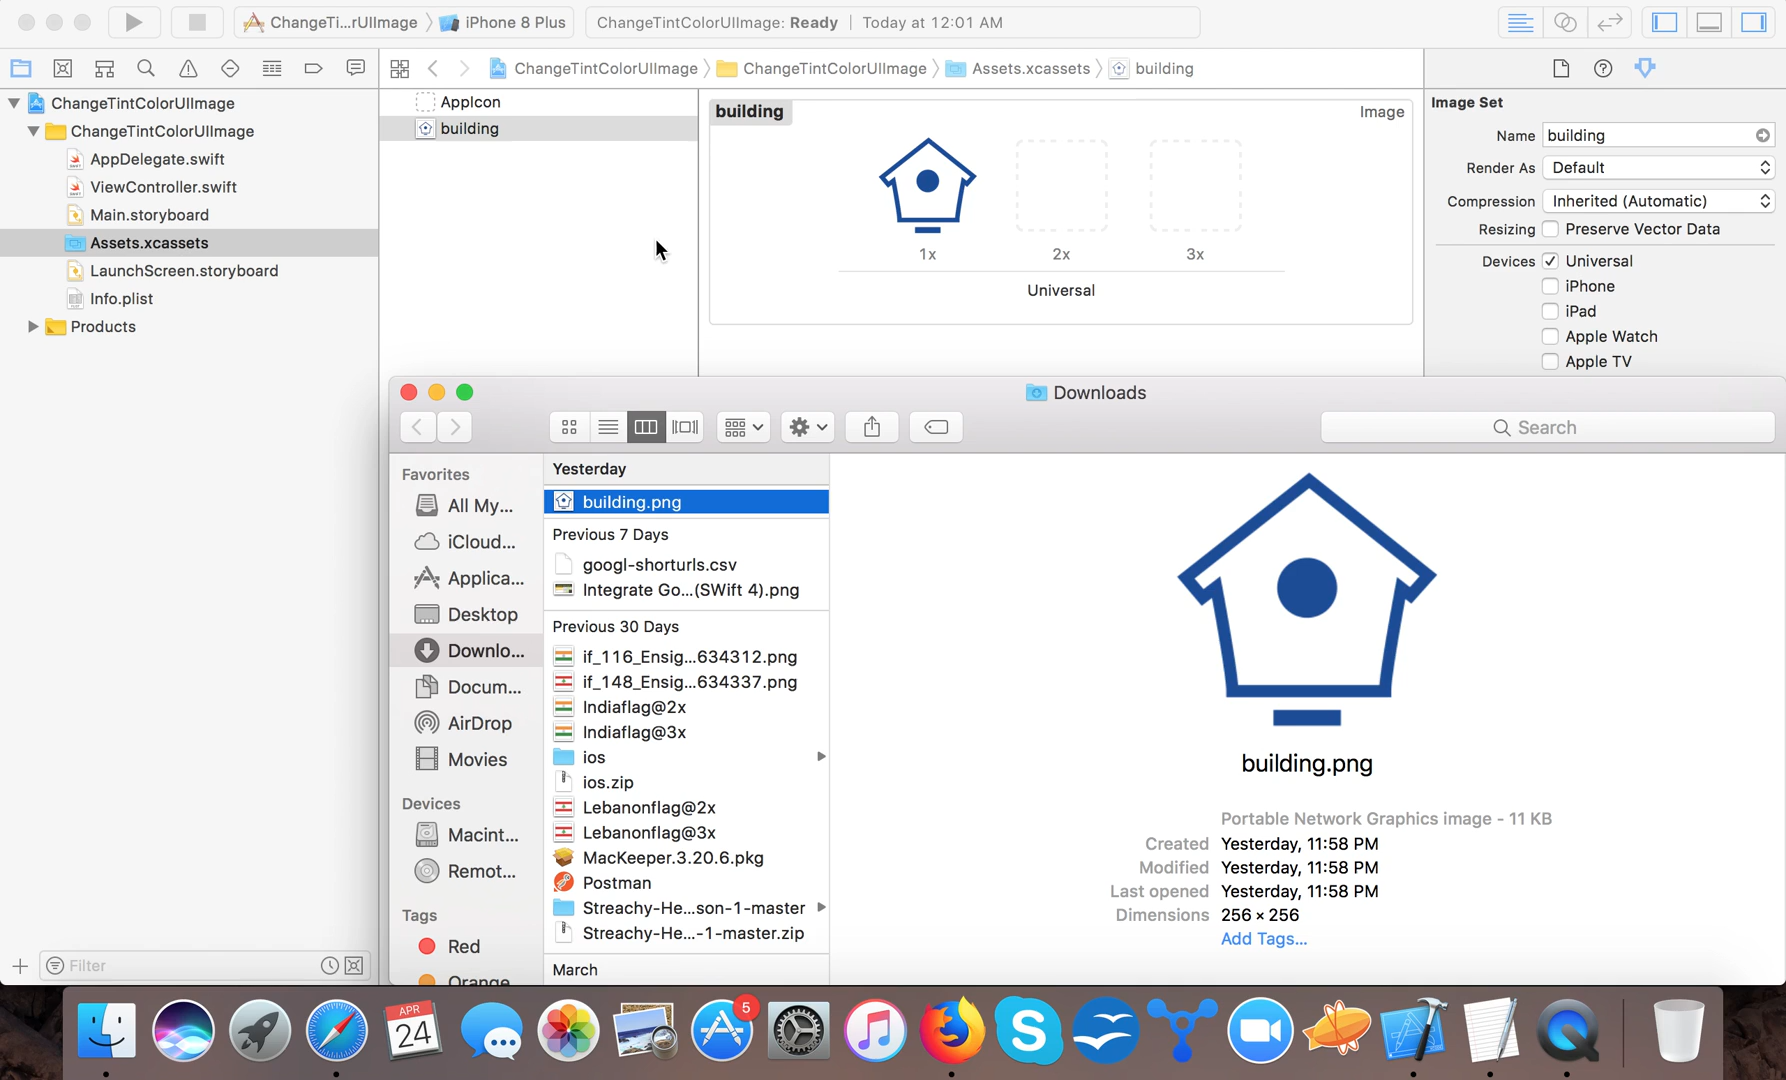 ChangeTi...rUIImage
iPhone 8 Plus
ChangeTintColorUIImage: Ready | Today at 12:01 AM
ChangeTintColorUIImage
ChangeTintColorUIImage
AppDelegate.swift
ViewController.swift
Main.storyboard
Assets.xcassets
LaunchScreen.storyboard
Info.plist
Products
Filter
ChangeTintColorUIImage
ChangeTintColorUIImage
Assets.xcassets
building
AppIcon
building
building
Image
1x
2x
3x
Universal
Image Set
Name building
Render As Default
Compression Inherited (Automatic)
Resizing Preserve Vector Data
Devices Universal
iPhone
iPad
Apple Watch
Apple TV
Downloads
Search
Favorites
All My...
iCloud...
Applica...
Desktop
Downlo...
Docum...
AirDrop
Movies
Devices
Macint...
Remot...
Tags
Red
Orange
Yesterday
building.png
Previous 7 Days
googl-shorturls.csv
Integrate Go...(SWift 4).png
Previous 30 Days
if_116_Ensig...634312.png
if_148_Ensig...634337.png
Indiaflag@2x
Indiaflag@3x
ios
ios.zip
Lebanonflag@2x
Lebanonflag@3x
MacKeeper.3.20.6.pkg
Postman
Streachy-He...son-1-master
Streachy-He...-1-master.zip
March
building.png
Portable Network Graphics image - 11 KB
Created Yesterday, 11:58 PM
Modified Yesterday, 11:58 PM
Last opened Yesterday, 11:58 PM
Dimensions 256 × 256
Add Tags...
APR
24
5